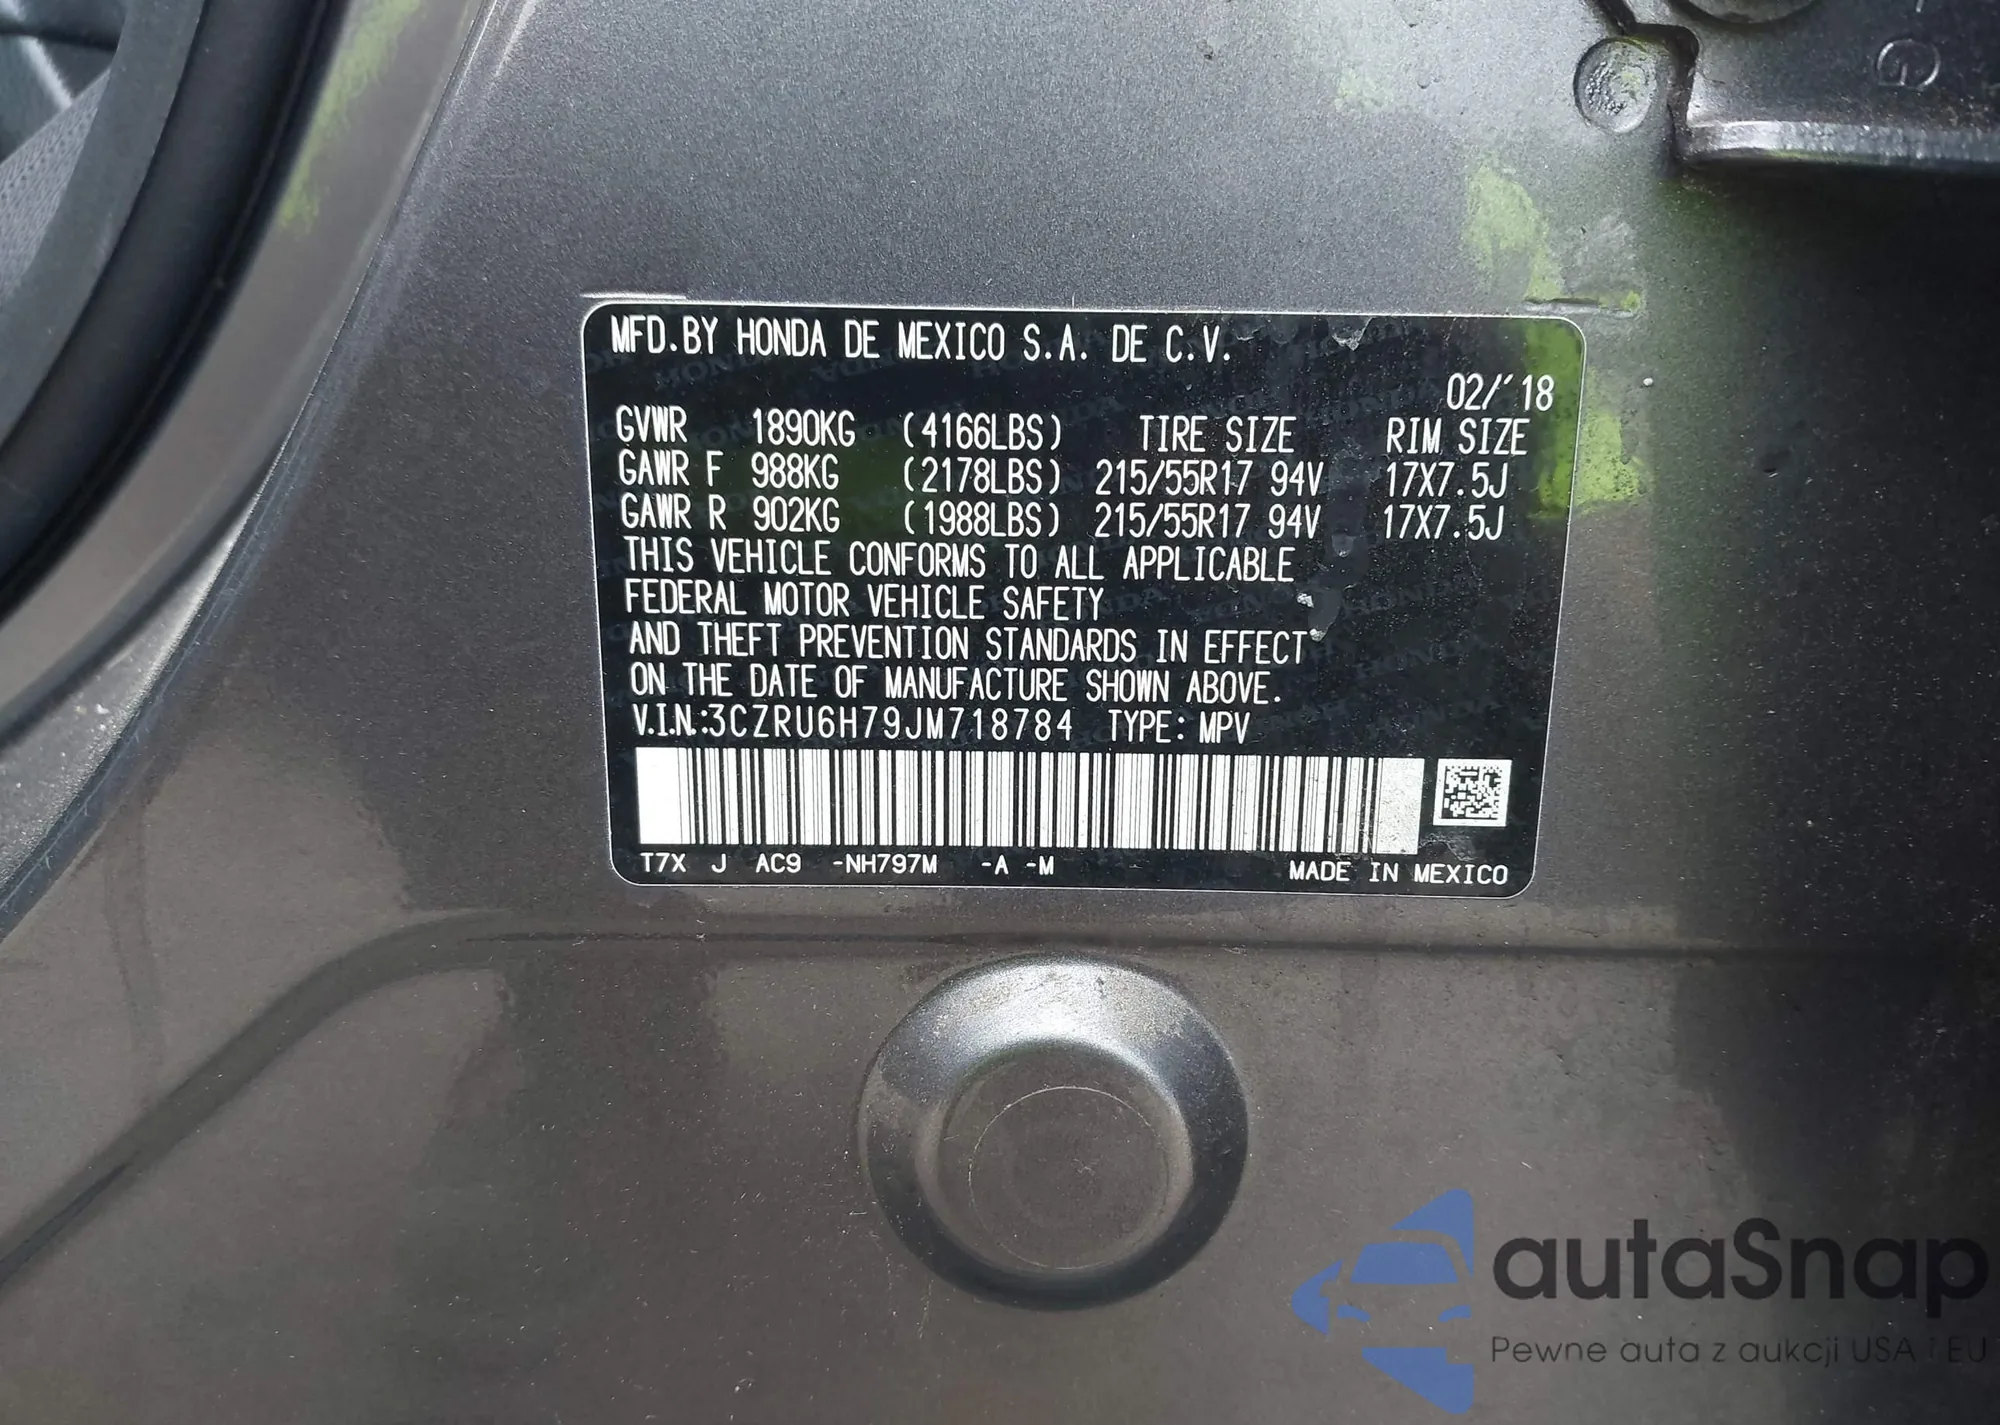 MFD.BY HONDA DE MEXICO S.A. DE C.V.
02/´18
GVWR 1890KG (4166LBS) TIRE SIZE RIM SIZE
GAWR F 988KG (2178LBS) 215/55R17 94V 17X7.5J
GAWR R 902KG (1988LBS) 215/55R17 94V 17X7.5J
THIS VEHICLE CONFORMS TO ALL APPLICABLE
FEDERAL MOTOR VEHICLE SAFETY
AND THEFT PREVENTION STANDARDS IN EFFECT
ON THE DATE OF MANUFACTURE SHOWN ABOVE.
V.I.N.:3CZRU6H79JM718784 TYPE: MPV
T7X J AC9 -NH797M -A -M MADE IN MEXICO
autaSnap
Pewne auta z aukcji USA i EU